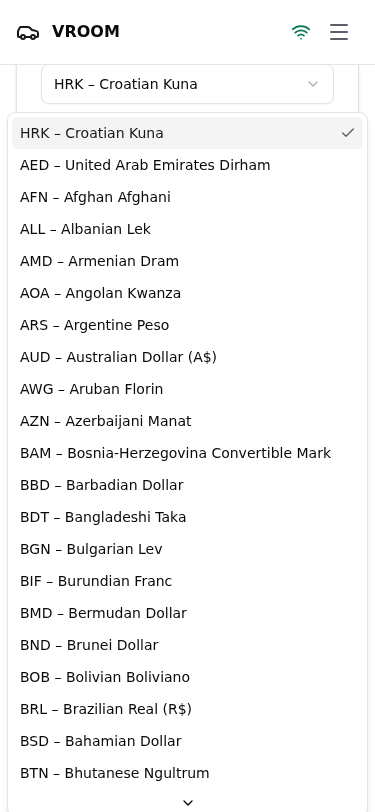 VROOM
HRK – Croatian Kuna
HRK – Croatian Kuna
AED – United Arab Emirates Dirham
AFN – Afghan Afghani
ALL – Albanian Lek
AMD – Armenian Dram
AOA – Angolan Kwanza
ARS – Argentine Peso
AUD – Australian Dollar (A$)
AWG – Aruban Florin
AZN – Azerbaijani Manat
BAM – Bosnia-Herzegovina Convertible Mark
BBD – Barbadian Dollar
BDT – Bangladeshi Taka
BGN – Bulgarian Lev
BIF – Burundian Franc
BMD – Bermudan Dollar
BND – Brunei Dollar
BOB – Bolivian Boliviano
BRL – Brazilian Real (R$)
BSD – Bahamian Dollar
BTN – Bhutanese Ngultrum